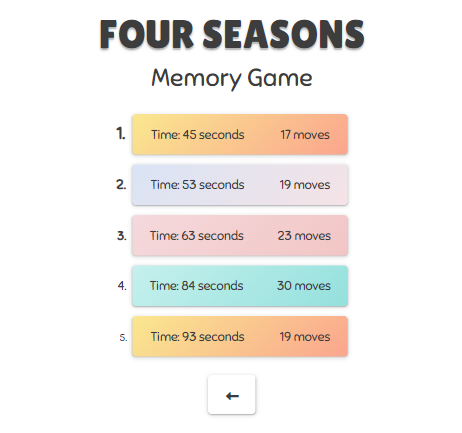 FOUR SEASONS
Memory Game
1. Time: 45 seconds 17 moves
2. Time: 53 seconds 19 moves
3. Time: 63 seconds 23 moves
4. Time: 84 seconds 30 moves
5. Time: 93 seconds 19 moves
←